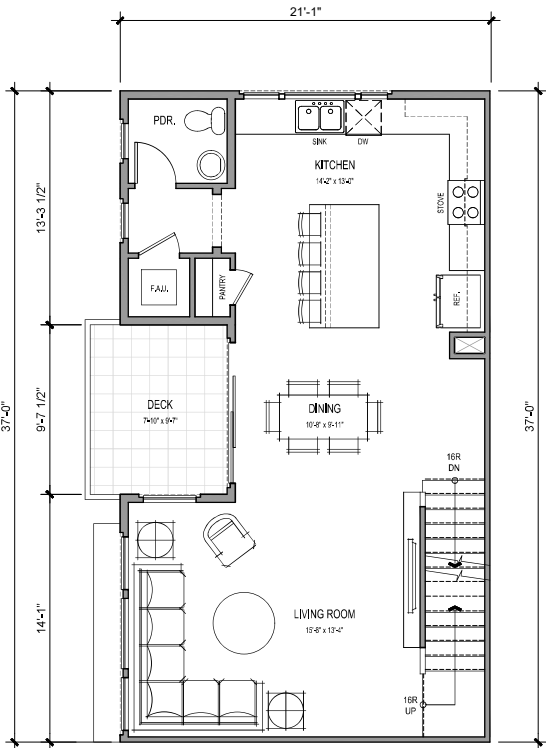 21'-1"
PDR.
SINK
DW
KITCHEN
14'-2" x 13'-0"
STOVE
13'-3 1/2"
F.A.U.
PANTRY
REF.
DECK
7'-10" x 9'-7"
9'-7 1/2"
37'-0"
37'-0"
DINING
10'-8" x 9'-11"
16R
DN
14'-1"
LIVING ROOM
15'-8" x 13'-4"
16R
UP